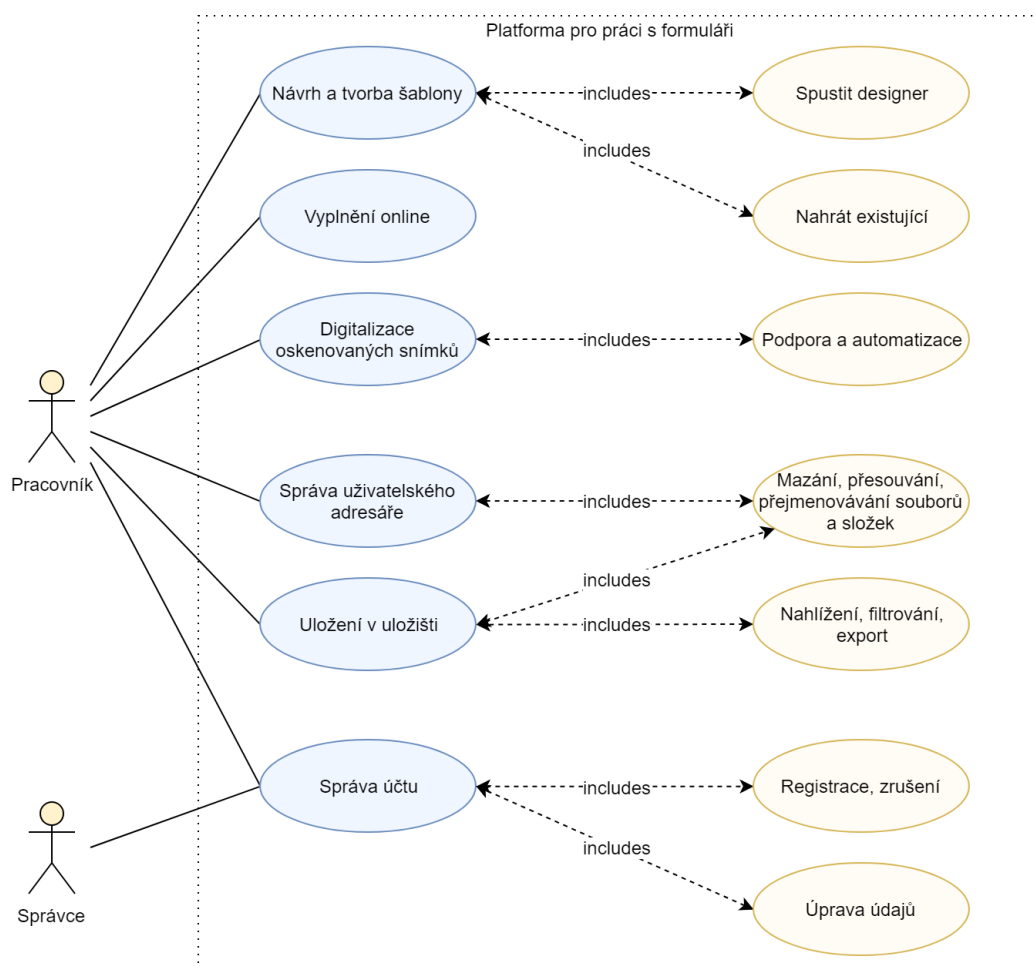 Platforma pro práci s formuláři
Návrh a tvorba šablony
includes
Spustit designer
includes
Vyplnění online
Nahrát existující
Digitalizace
oskenovaných snímků
includes
Podpora a automatizace
Pracovník
Správa uživatelského
adresáře
includes
Mazání, přesouvání,
přejmenovávání souborů
a složek
includes
Uložení v uložišti
includes
Nahlížení, filtrování,
export
Správa účtu
includes
Registrace, zrušení
includes
Správce
Úprava údajů